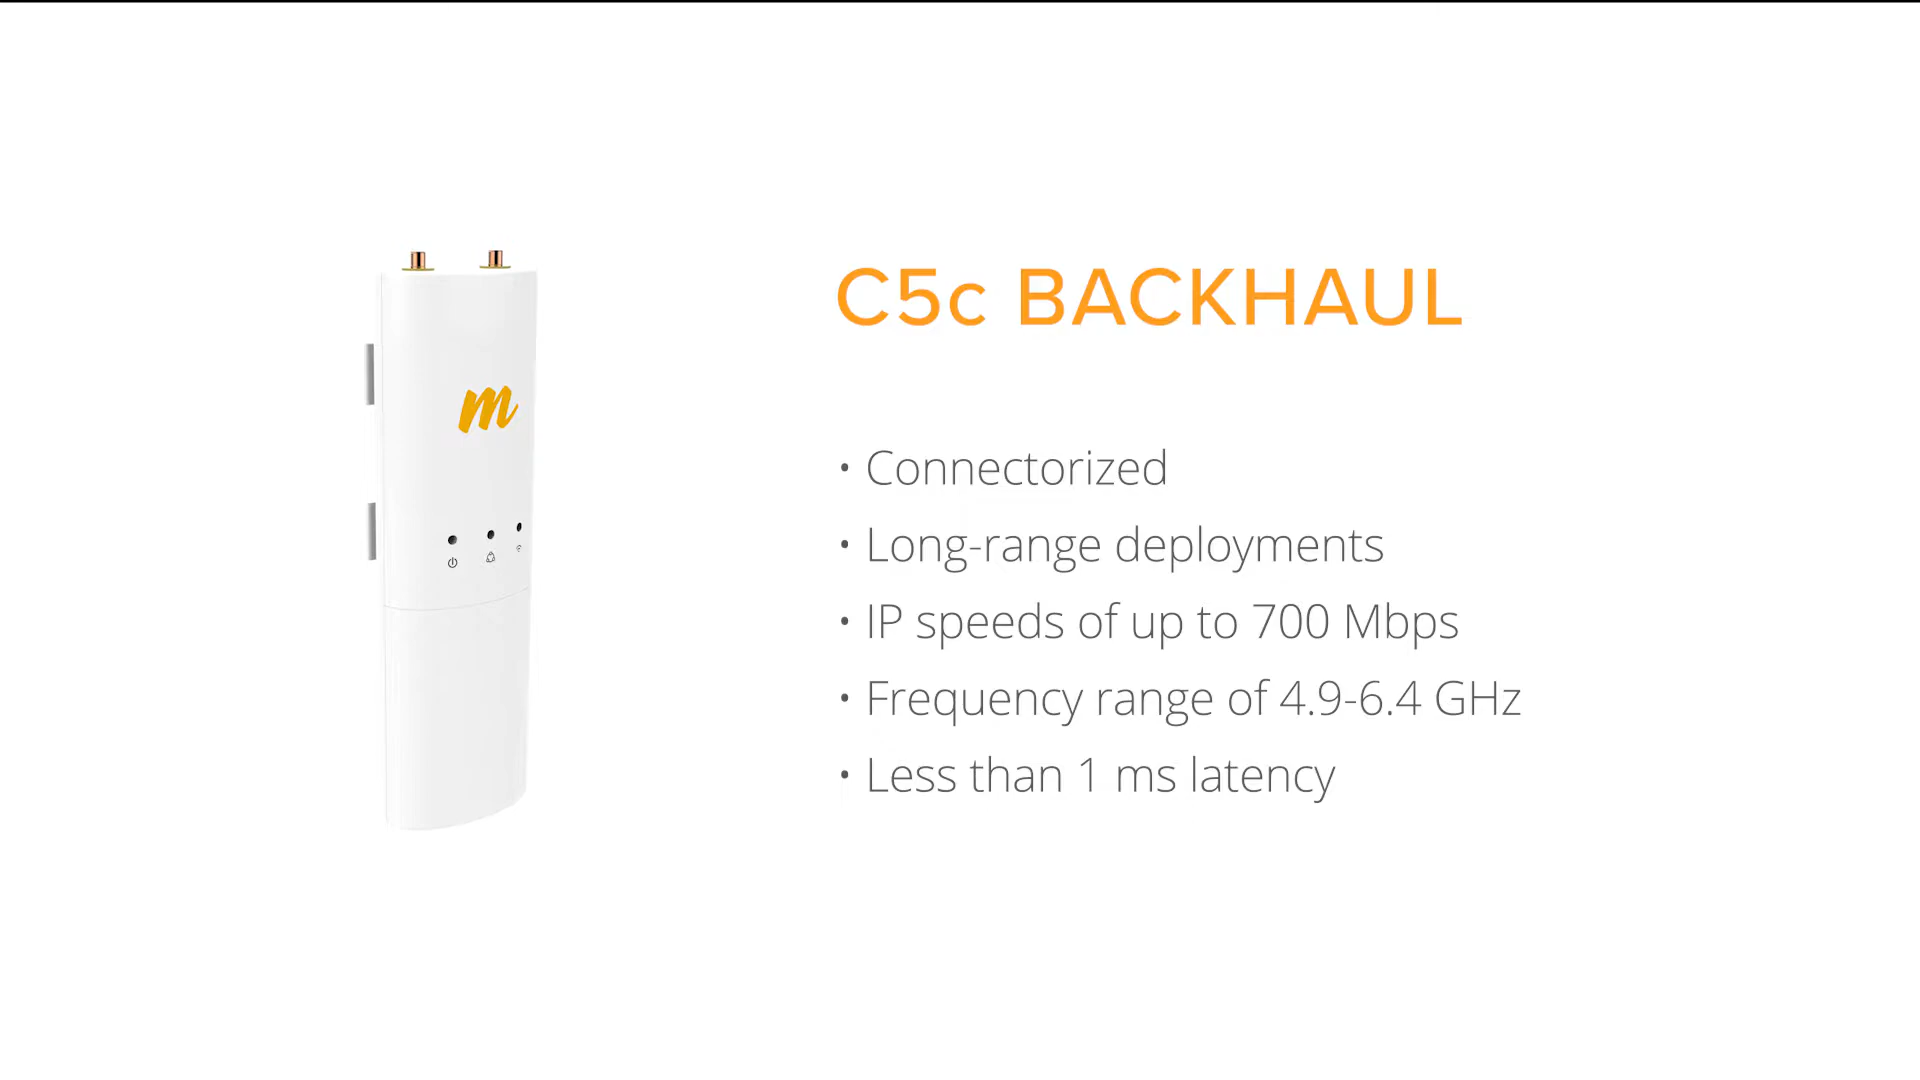 C5c BACKHAUL
m
• Connectorized
• Long-range deployments
• IP speeds of up to 700 Mbps
• Frequency range of 4.9-6.4 GHz
• Less than 1 ms latency